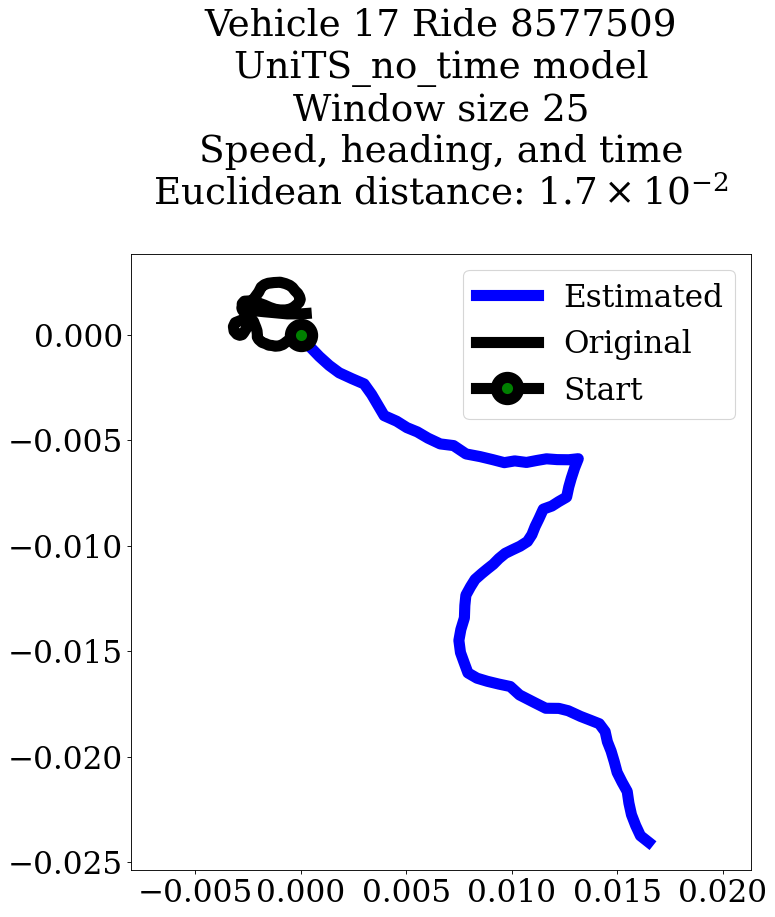 Vehicle 17 Ride 8577509
UniTS_no_time model
Window size 25
Speed, heading, and time
Euclidean distance: 1.7 × 10⁻²
Estimated
Original
Start
0.000
−0.005
−0.010
−0.015
−0.020
−0.025
−0.005 0.000 0.005 0.010 0.015 0.020